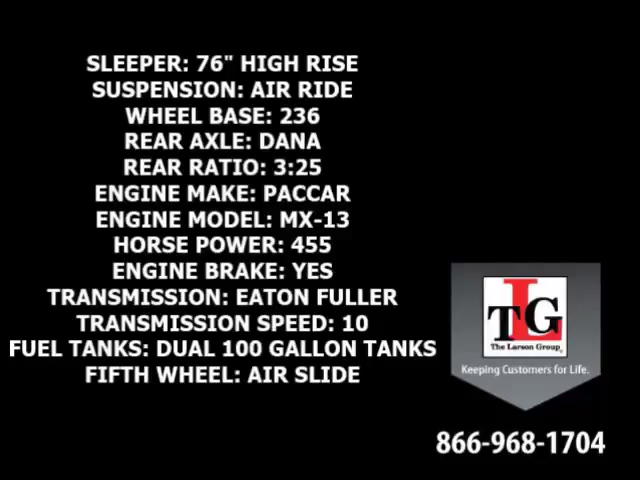 SLEEPER: 76" HIGH RISE
SUSPENSION: AIR RIDE
WHEEL BASE: 236
REAR AXLE: DANA
REAR RATIO: 3:25
ENGINE MAKE: PACCAR
ENGINE MODEL: MX-13
HORSE POWER: 455
ENGINE BRAKE: YES
TRANSMISSION: EATON FULLER
TRANSMISSION SPEED: 10
FUEL TANKS: DUAL 100 GALLON TANKS
FIFTH WHEEL: AIR SLIDE
TLG
The Larson Group
Keeping Customers for Life.
866-968-1704